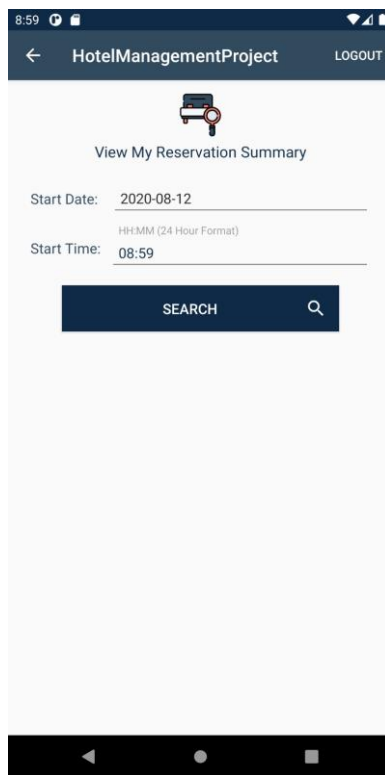 8:59
HotelManagementProject LOGOUT
View My Reservation Summary
Start Date: 2020-08-12
HH:MM (24 Hour Format)
Start Time: 08:59
SEARCH